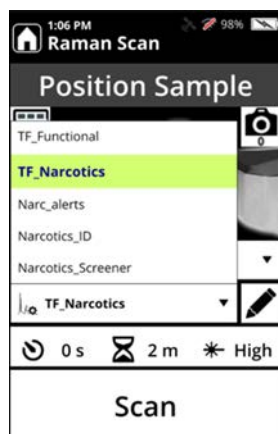 1:06 PM
98%
Raman Scan
Position Sample
0
TF_Functional
TF_Narcotics
Narc_alerts
Narcotics_ID
Narcotics_Screener
TF_Narcotics
0 s
2 m
High
Scan